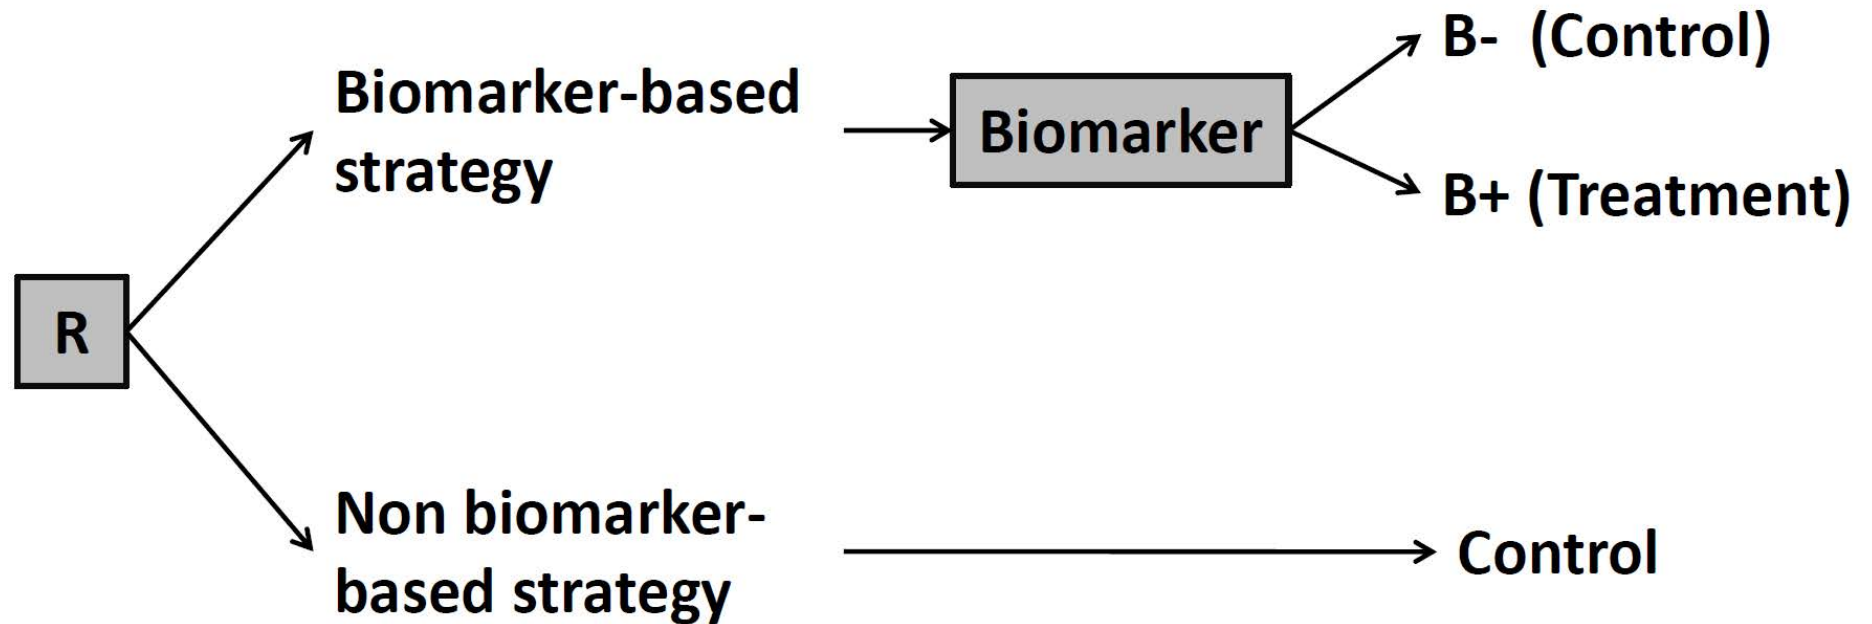 R
Biomarker-based
strategy
Biomarker
B- (Control)
B+ (Treatment)
Non biomarker-
based strategy
Control